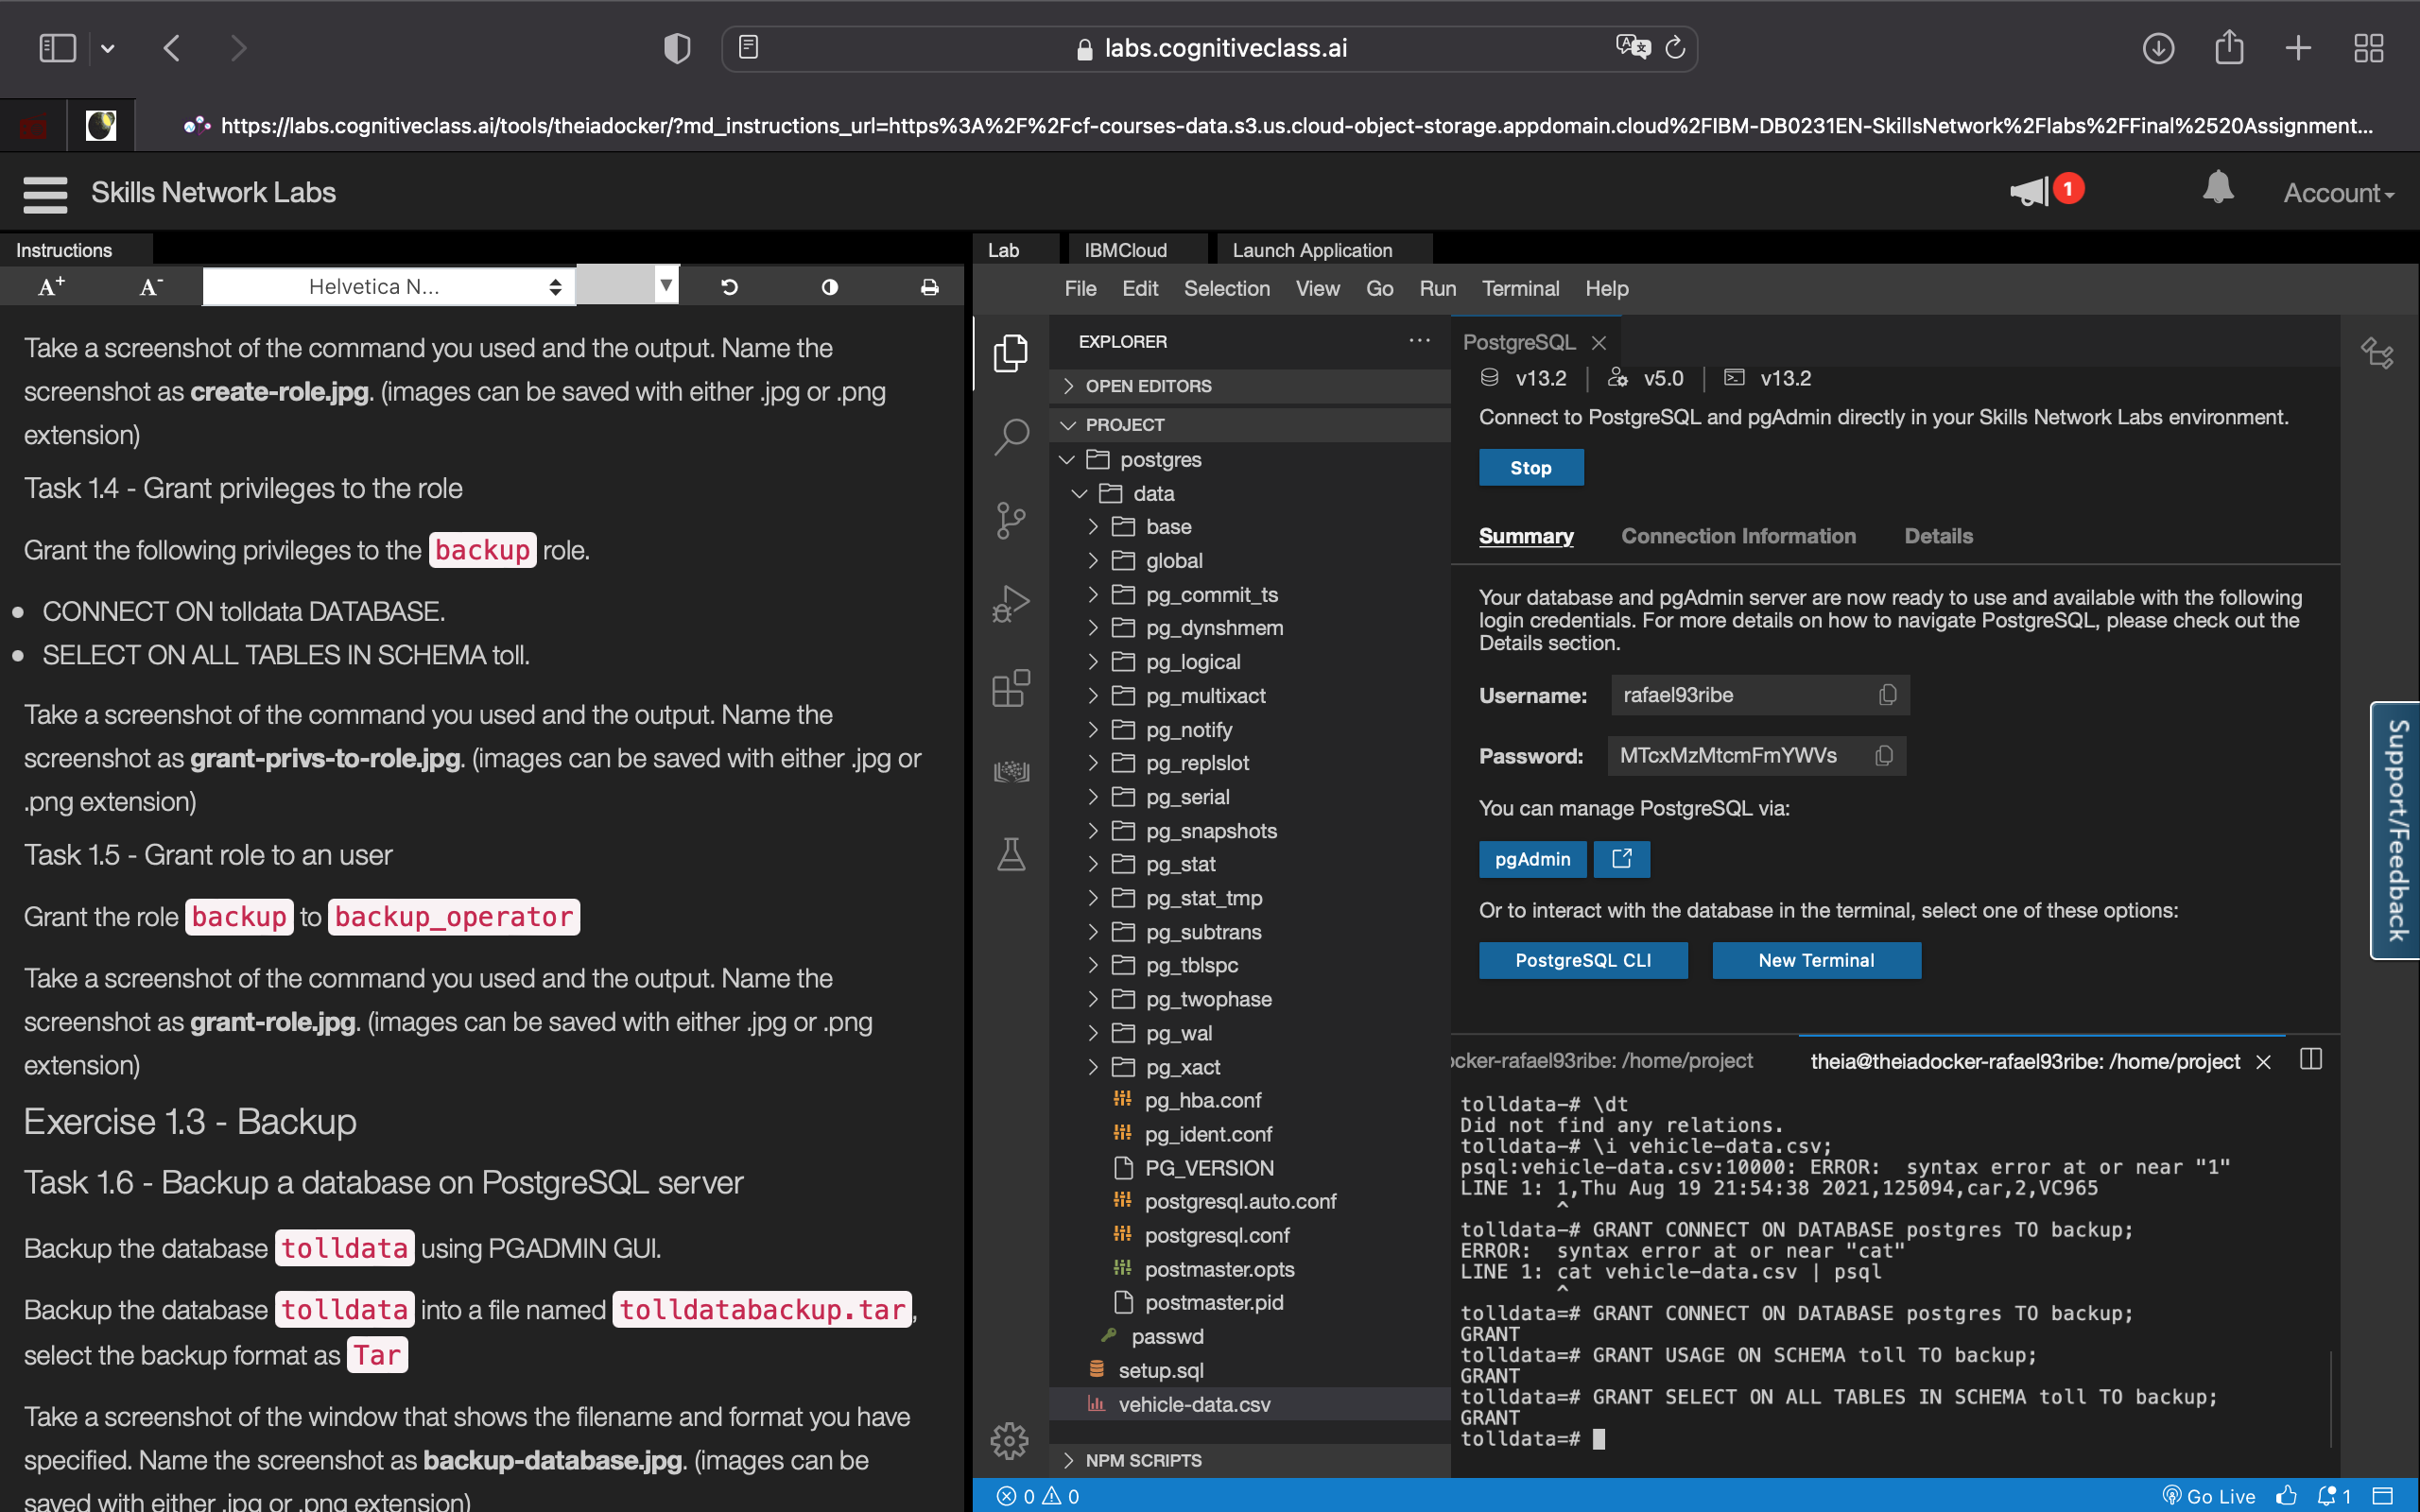 labs.cognitiveclass.ai
https://labs.cognitiveclass.ai/tools/theiadocker/?md_instructions_url=https%3A%2F%2Fcf-courses-data.s3.us.cloud-object-storage.appdomain.cloud%2FIBM-DB0231EN-SkillsNetwork%2Flabs%2FFinal%2520Assignment...
Skills Network Labs
1
Account
Instructions
A+
A-
Helvetica N...
Take a screenshot of the command you used and the output. Name the
screenshot as create-role.jpg. (images can be saved with either .jpg or .png
extension)
Task 1.4 - Grant privileges to the role
Grant the following privileges to the backup role.
CONNECT ON tolldata DATABASE.
SELECT ON ALL TABLES IN SCHEMA toll.
Take a screenshot of the command you used and the output. Name the
screenshot as grant-privs-to-role.jpg. (images can be saved with either .jpg or
.png extension)
Task 1.5 - Grant role to an user
Grant the role backup to backup_operator
Take a screenshot of the command you used and the output. Name the
screenshot as grant-role.jpg. (images can be saved with either .jpg or .png
extension)
Exercise 1.3 - Backup
Task 1.6 - Backup a database on PostgreSQL server
Backup the database tolldata using PGADMIN GUI.
Backup the database tolldata into a file named tolldatabackup.tar,
select the backup format as Tar
Take a screenshot of the window that shows the filename and format you have
specified. Name the screenshot as backup-database.jpg. (images can be
saved with either .jpg or .png extension)
Lab
IBMCloud
Launch Application
File Edit Selection View Go Run Terminal Help
EXPLORER
OPEN EDITORS
PROJECT
postgres
data
base
global
pg_commit_ts
pg_dynshmem
pg_logical
pg_multixact
pg_notify
pg_replslot
pg_serial
pg_snapshots
pg_stat
pg_stat_tmp
pg_subtrans
pg_tblspc
pg_twophase
pg_wal
pg_xact
pg_hba.conf
pg_ident.conf
PG_VERSION
postgresql.auto.conf
postgresql.conf
postmaster.opts
postmaster.pid
passwd
setup.sql
vehicle-data.csv
NPM SCRIPTS
PostgreSQL
v13.2 | v5.0 | v13.2
Connect to PostgreSQL and pgAdmin directly in your Skills Network Labs environment.
Stop
Summary
Connection Information
Details
Your database and pgAdmin server are now ready to use and available with the following
login credentials. For more details on how to navigate PostgreSQL, please check out the
Details section.
Username: rafael93ribe
Password: MTcxMzMtcmFmYWVs
You can manage PostgreSQL via:
pgAdmin
Or to interact with the database in the terminal, select one of these options:
PostgreSQL CLI
New Terminal
ocker-rafael93ribe: /home/project
theia@theiadocker-rafael93ribe: /home/project
tolldata-# \dt
Did not find any relations.
tolldata-# \i vehicle-data.csv;
psql:vehicle-data.csv:10000: ERROR:  syntax error at or near "1"
LINE 1: 1,Thu Aug 19 21:54:38 2021,125094,car,2,VC965
^
tolldata-# GRANT CONNECT ON DATABASE postgres TO backup;
ERROR:  syntax error at or near "cat"
LINE 1: cat vehicle-data.csv | psql
^
tolldata=# GRANT CONNECT ON DATABASE postgres TO backup;
GRANT
tolldata=# GRANT USAGE ON SCHEMA toll TO backup;
GRANT
tolldata=# GRANT SELECT ON ALL TABLES IN SCHEMA toll TO backup;
GRANT
tolldata=#
Support/Feedback
0 0
Go Live
1